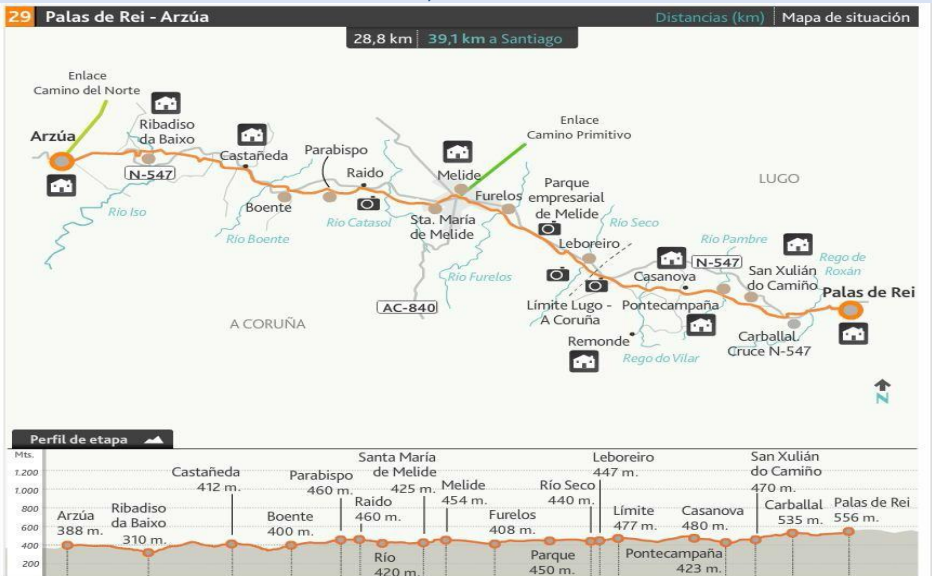 29 Palas de Rei - Arzúa
Distancias (km)
Mapa de situación
28,8 km
39,1 km a Santiago
Enlace
Camino del Norte
Arzúa
Ribadiso
da Baixo
N-547
Castañeda
Parabispo
Raido
Melide
Enlace
Camino Primitivo
LUGO
Furelos
Parque
empresarial
de Melide
Boente
Río Iso
Río Boente
Río Catasol
Sta. María
de Melide
Río Seco
Leboreiro
Río Pambre
N-547
Rego de
Roxán
San Xulián
do Camiño
Casanova
Palas de Rei
Río Furelos
AC-840
Límite Lugo -
A Coruña
Pontecampaña
A CORUÑA
Remonde
Rego do Vilar
Carballal.
Cruce N-547
N
Perfil de etapa
Mts.
1.200
1.000
800
600
400
200
Arzúa
388 m.
Ribadiso
da Baixo
310 m.
Castañeda
412 m.
Boente
400 m.
Parabispo
460 m.
Raido
460 m.
Río
420 m.
Santa María
de Melide
425 m.
Melide
454 m.
Furelos
408 m.
Parque
450 m.
Río Seco
440 m.
Leboreiro
447 m.
Límite
477 m.
Casanova
480 m.
Pontecampaña
423 m.
San Xulián
do Camiño
470 m.
Carballal
535 m.
Palas de Rei
556 m.